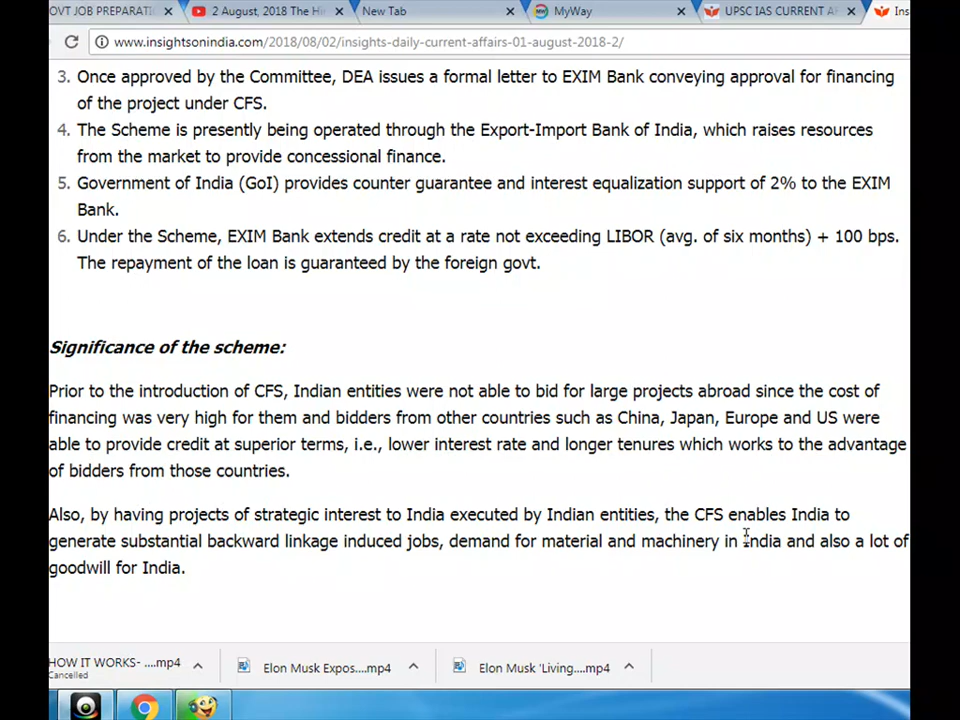 OVT JOB PREPARATI
2 August, 2018 The Hi
New Tab
MyWay
UPSC IAS CURRENT A
Ins
www.insightsonindia.com/2018/08/02/insights-daily-current-affairs-01-august-2018-2/
3. Once approved by the Committee, DEA issues a formal letter to EXIM Bank conveying approval for financing
of the project under CFS.
4. The Scheme is presently being operated through the Export-Import Bank of India, which raises resources
from the market to provide concessional finance.
5. Government of India (GoI) provides counter guarantee and interest equalization support of 2% to the EXIM
Bank.
6. Under the Scheme, EXIM Bank extends credit at a rate not exceeding LIBOR (avg. of six months) + 100 bps.
The repayment of the loan is guaranteed by the foreign govt.
Significance of the scheme:
Prior to the introduction of CFS, Indian entities were not able to bid for large projects abroad since the cost of
financing was very high for them and bidders from other countries such as China, Japan, Europe and US were
able to provide credit at superior terms, i.e., lower interest rate and longer tenures which works to the advantage
of bidders from those countries.
Also, by having projects of strategic interest to India executed by Indian entities, the CFS enables India to
generate substantial backward linkage induced jobs, demand for material and machinery in India and also a lot of
goodwill for India.
HOW IT WORKS- ....mp4
Cancelled
Elon Musk Expos....mp4
Elon Musk 'Living....mp4